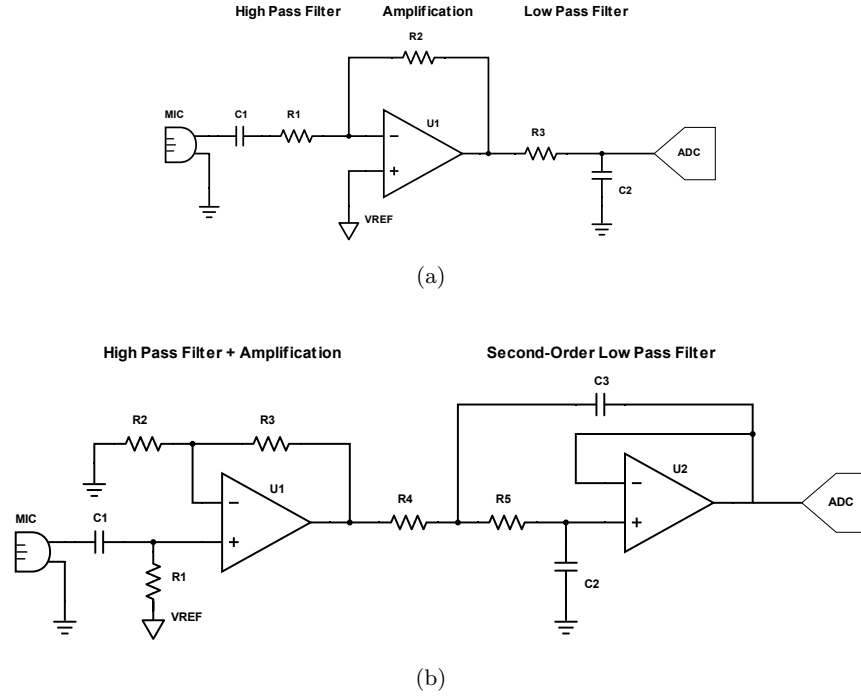 High Pass Filter Amplification Low Pass Filter
R2
MIC C1 R1 U1 R3
ADC
C2
VREF
(a)
High Pass Filter + Amplification Second-Order Low Pass Filter
C3
R2 R3
U1 U2
R4 R5
MIC C1 ADC
R1 C2
VREF
(b)